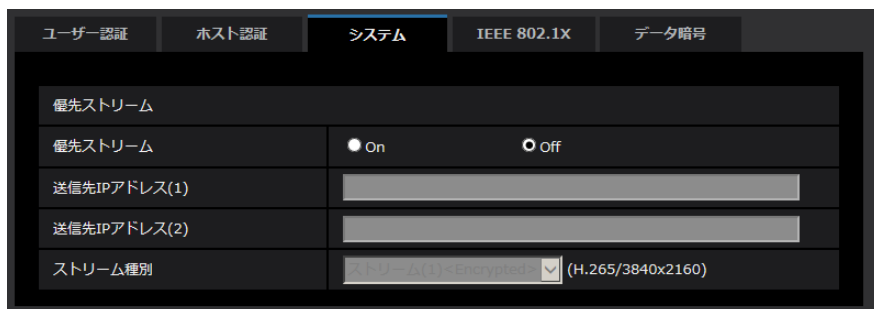 ユーザー認証 ホスト認証 システム IEEE 802.1X データ暗号
優先ストリーム
優先ストリーム On Off
送信先IPアドレス(1)
送信先IPアドレス(2)
ストリーム種別 ストリーム(1)<Encrypted> (H.265/3840x2160)